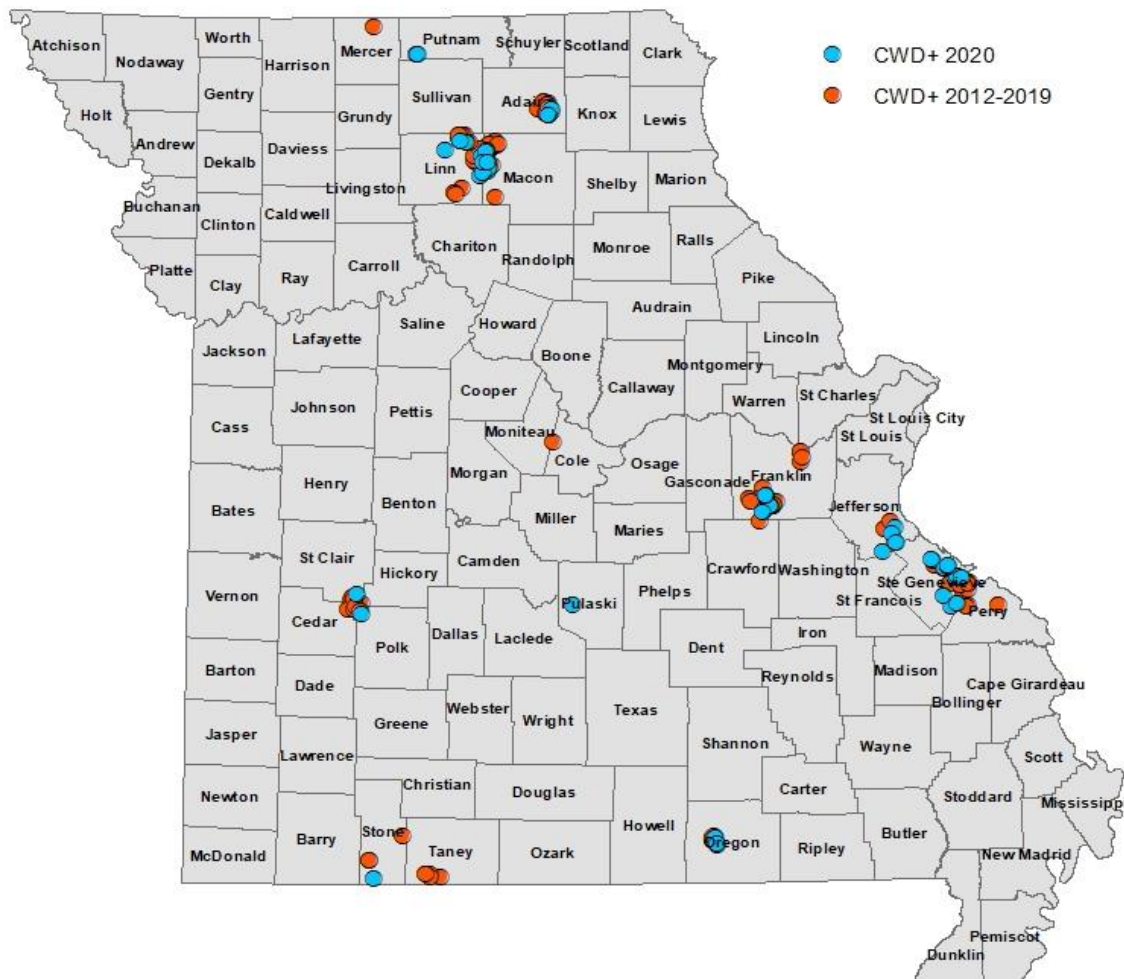 CWD+ 2020
CWD+ 2012-2019
Atchison
Nodaway
Worth
Harrison
Mercer
Putnam
Schuyler
Scotland
Clark
Holt
Gentry
Grundy
Sullivan
Adair
Knox
Lewis
Andrew
Dekalb
Daviess
Livingston
Linn
Macon
Shelby
Marion
Buchanan
Clinton
Caldwell
Chariton
Randolph
Monroe
Ralls
Platte
Clay
Ray
Carroll
Pike
Audrain
Jackson
Lafayette
Saline
Howard
Boone
Callaway
Montgomery
Lincoln
Cass
Johnson
Pettis
Cooper
Moniteau
Cole
Warren
St Charles
St Louis City
St Louis
Bates
Henry
Benton
Morgan
Miller
Osage
Maries
Gasconade
Franklin
Jefferson
Vernon
St Clair
Hickory
Camden
Pulaski
Phelps
Crawford
Washington
Ste Genevieve
St Francois
Perry
Cedar
Polk
Dallas
Laclede
Dent
Iron
Barton
Dade
Reynolds
Madison
Cape Girardeau
Bollinger
Jasper
Lawrence
Greene
Webster
Wright
Texas
Shannon
Wayne
Scott
Newton
Christian
Douglas
Carter
Stoddard
Mississippi
McDonald
Barry
Stone
Taney
Ozark
Howell
Oregon
Ripley
Butler
New Madrid
Pemiscot
Dunklin